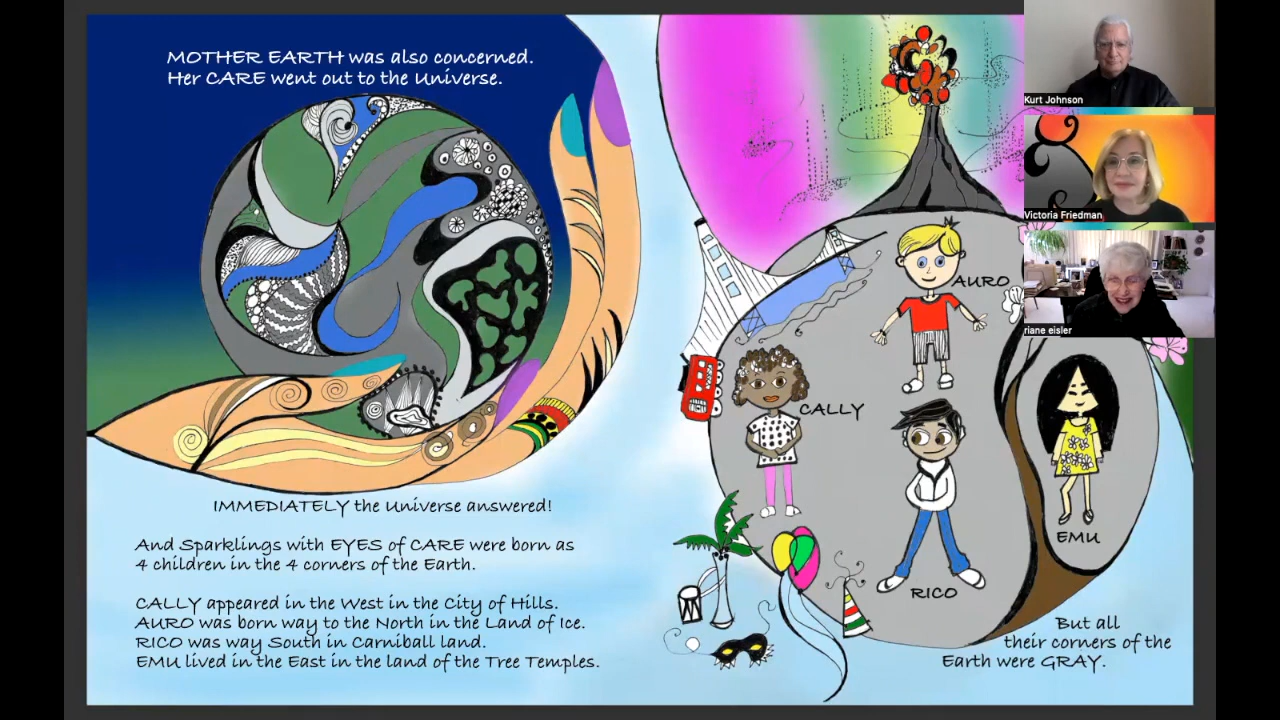 MOTHER EARTH was also concerned.
Her CARE went out to the Universe.
IMMEDIATELY the Universe answered!
And Sparklings with EYES of CARE were born as
4 children in the 4 corners of the Earth.
CALLY appeared in the West in the City of Hills.
AURO was born way to the North in the Land of Ice.
RICO was way South in Carniball land.
EMU lived in the East in the land of the Tree Temples.
AURO
CALLY
RICO
EMU
But all
their corners of the
Earth were GRAY.
Kurt Johnson
Victoria Friedman
riane eisler